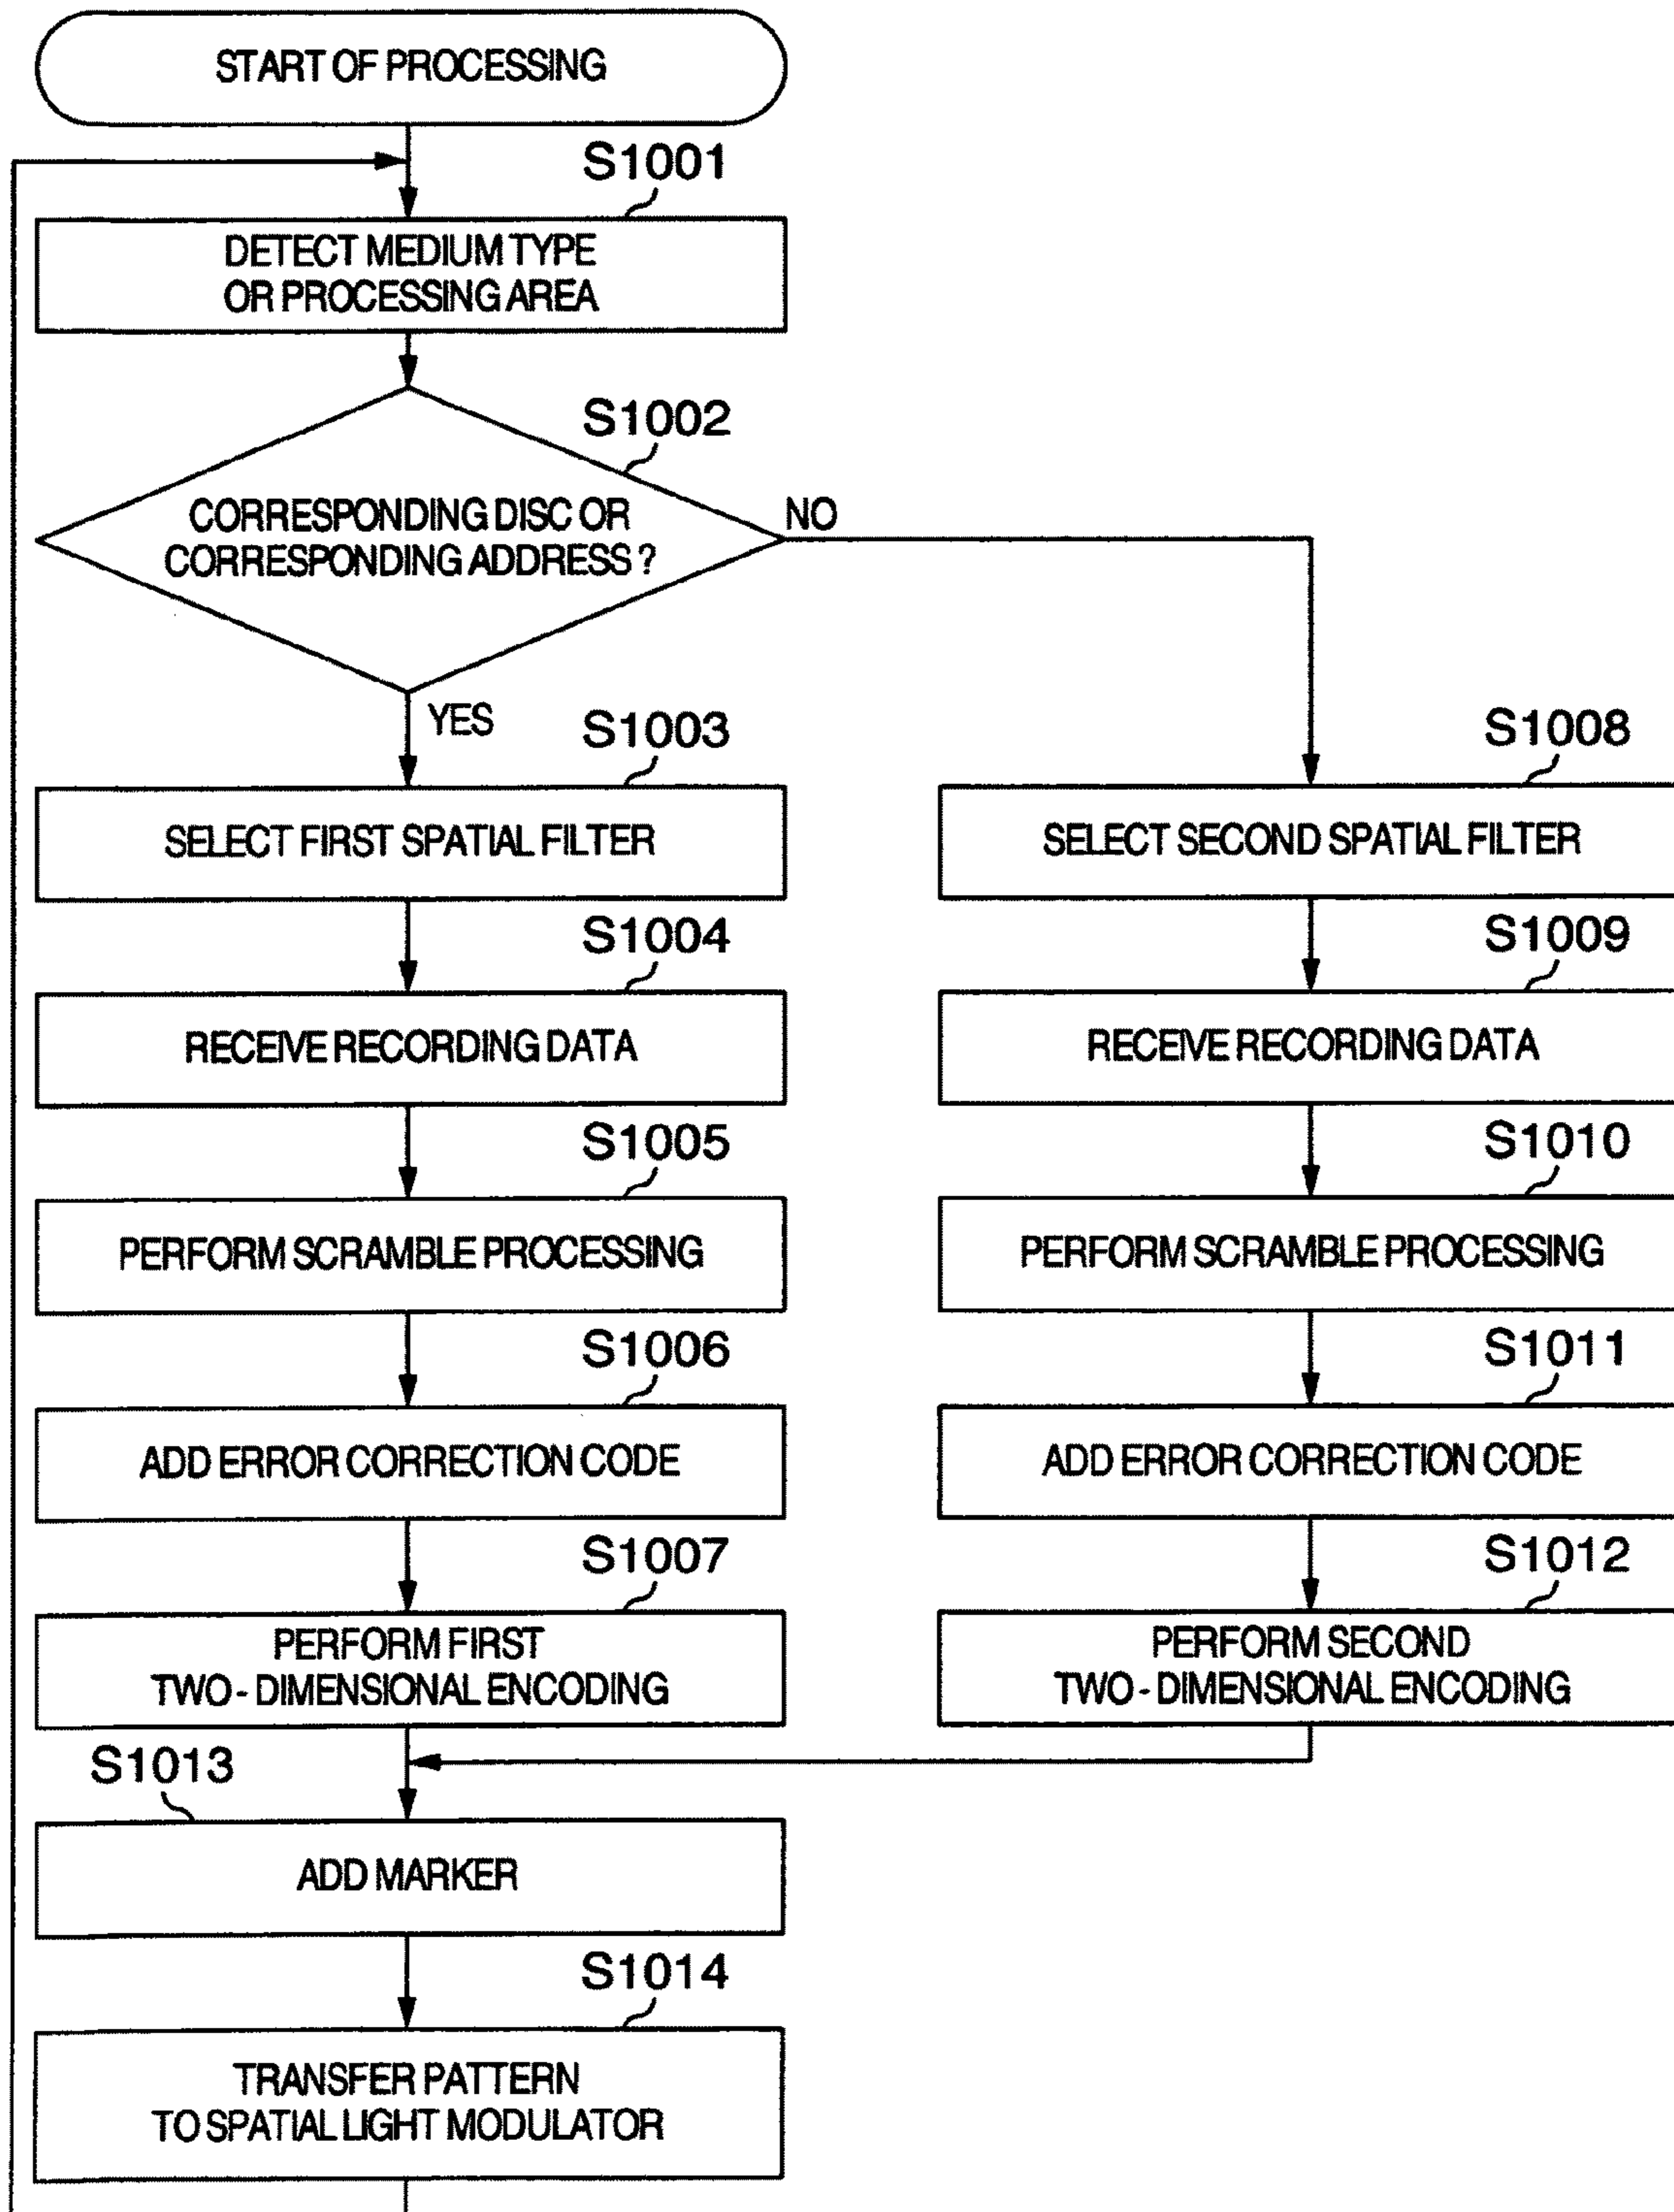 START OF PROCESSING
S1001
DETECT MEDIUM TYPE
OR PROCESSING AREA
S1002
CORRESPONDING DISC OR
CORRESPONDING ADDRESS ?
NO
YES
S1003
SELECT FIRST SPATIAL FILTER
S1008
SELECT SECOND SPATIAL FILTER
S1004
RECEIVE RECORDING DATA
S1009
RECEIVE RECORDING DATA
S1005
PERFORM SCRAMBLE PROCESSING
S1010
PERFORM SCRAMBLE PROCESSING
S1006
ADD ERROR CORRECTION CODE
S1011
ADD ERROR CORRECTION CODE
S1007
PERFORM FIRST
TWO - DIMENSIONAL ENCODING
S1012
PERFORM SECOND
TWO - DIMENSIONAL ENCODING
S1013
ADD MARKER
S1014
TRANSFER PATTERN
TO SPATIAL LIGHT MODULATOR